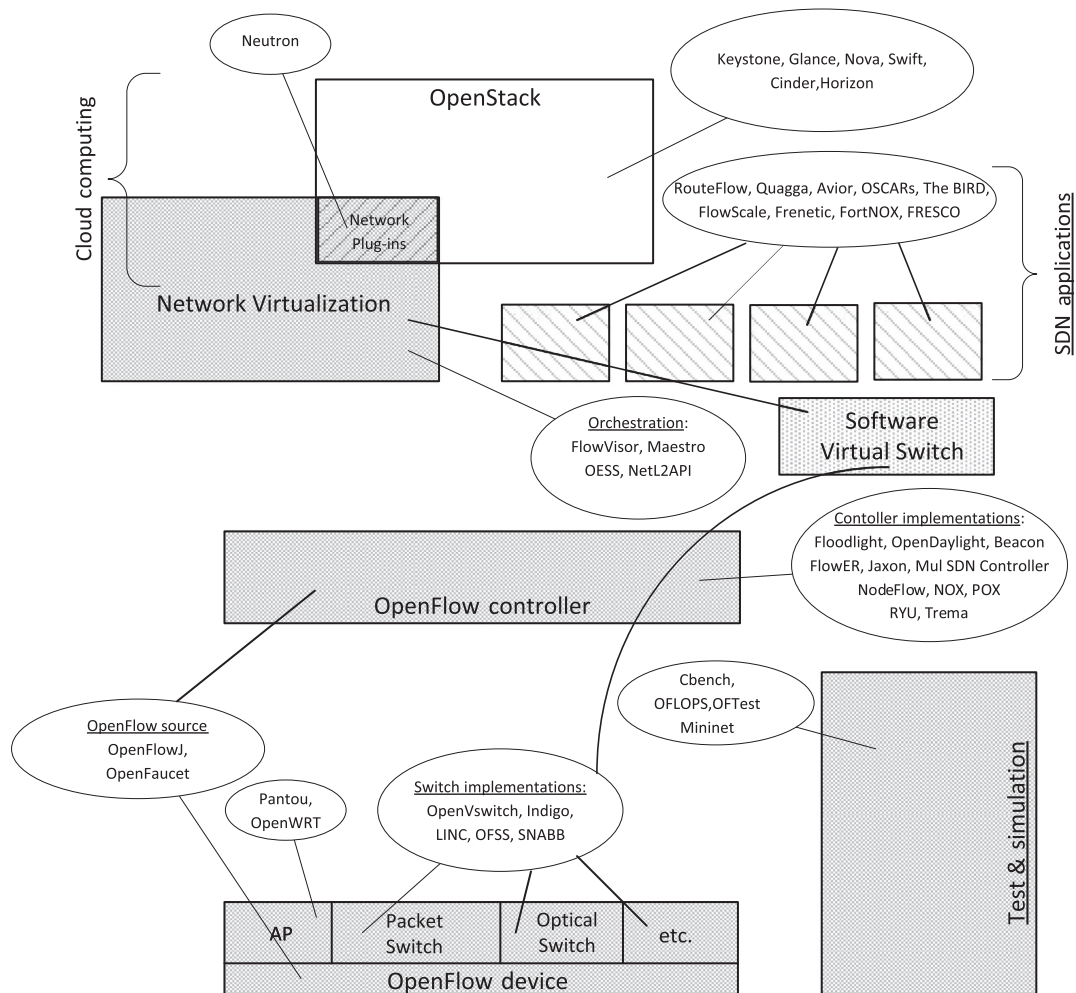 Neutron
Keystone, Glance, Nova, Swift,
Cinder,Horizon
OpenStack
Cloud computing
RouteFlow, Quagga, Avior, OSCARs, The BIRD,
FlowScale, Frenetic, FortNOX, FRESCO
Network
Plug-ins
SDN applications
Network Virtualization
Orchestration:
FlowVisor, Maestro
OESS, NetL2API
Software
Virtual Switch
Contoller implementations:
Floodlight, OpenDaylight, Beacon
FlowER, Jaxon, Mul SDN Controller
NodeFlow, NOX, POX
RYU, Trema
OpenFlow controller
Cbench,
OFLOPS,OFTest
Mininet
OpenFlow source
OpenFlowJ,
OpenFaucet
Pantou,
OpenWRT
Switch implementations:
OpenVswitch, Indigo,
LINC, OFSS, SNABB
Test & simulation
AP
Packet
Switch
Optical
Switch
etc.
OpenFlow device